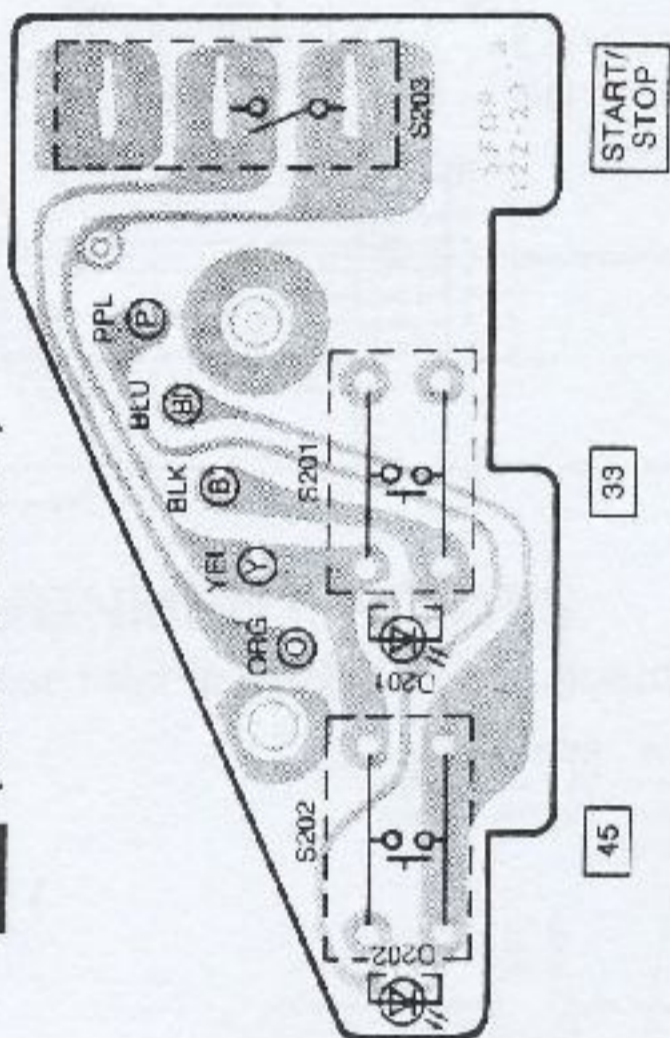 PPL
P
BLU
Bl
BLK
B
YEL
Y
ORG
O
S202
S201
D202
D201
S203
45
33
START/
STOP